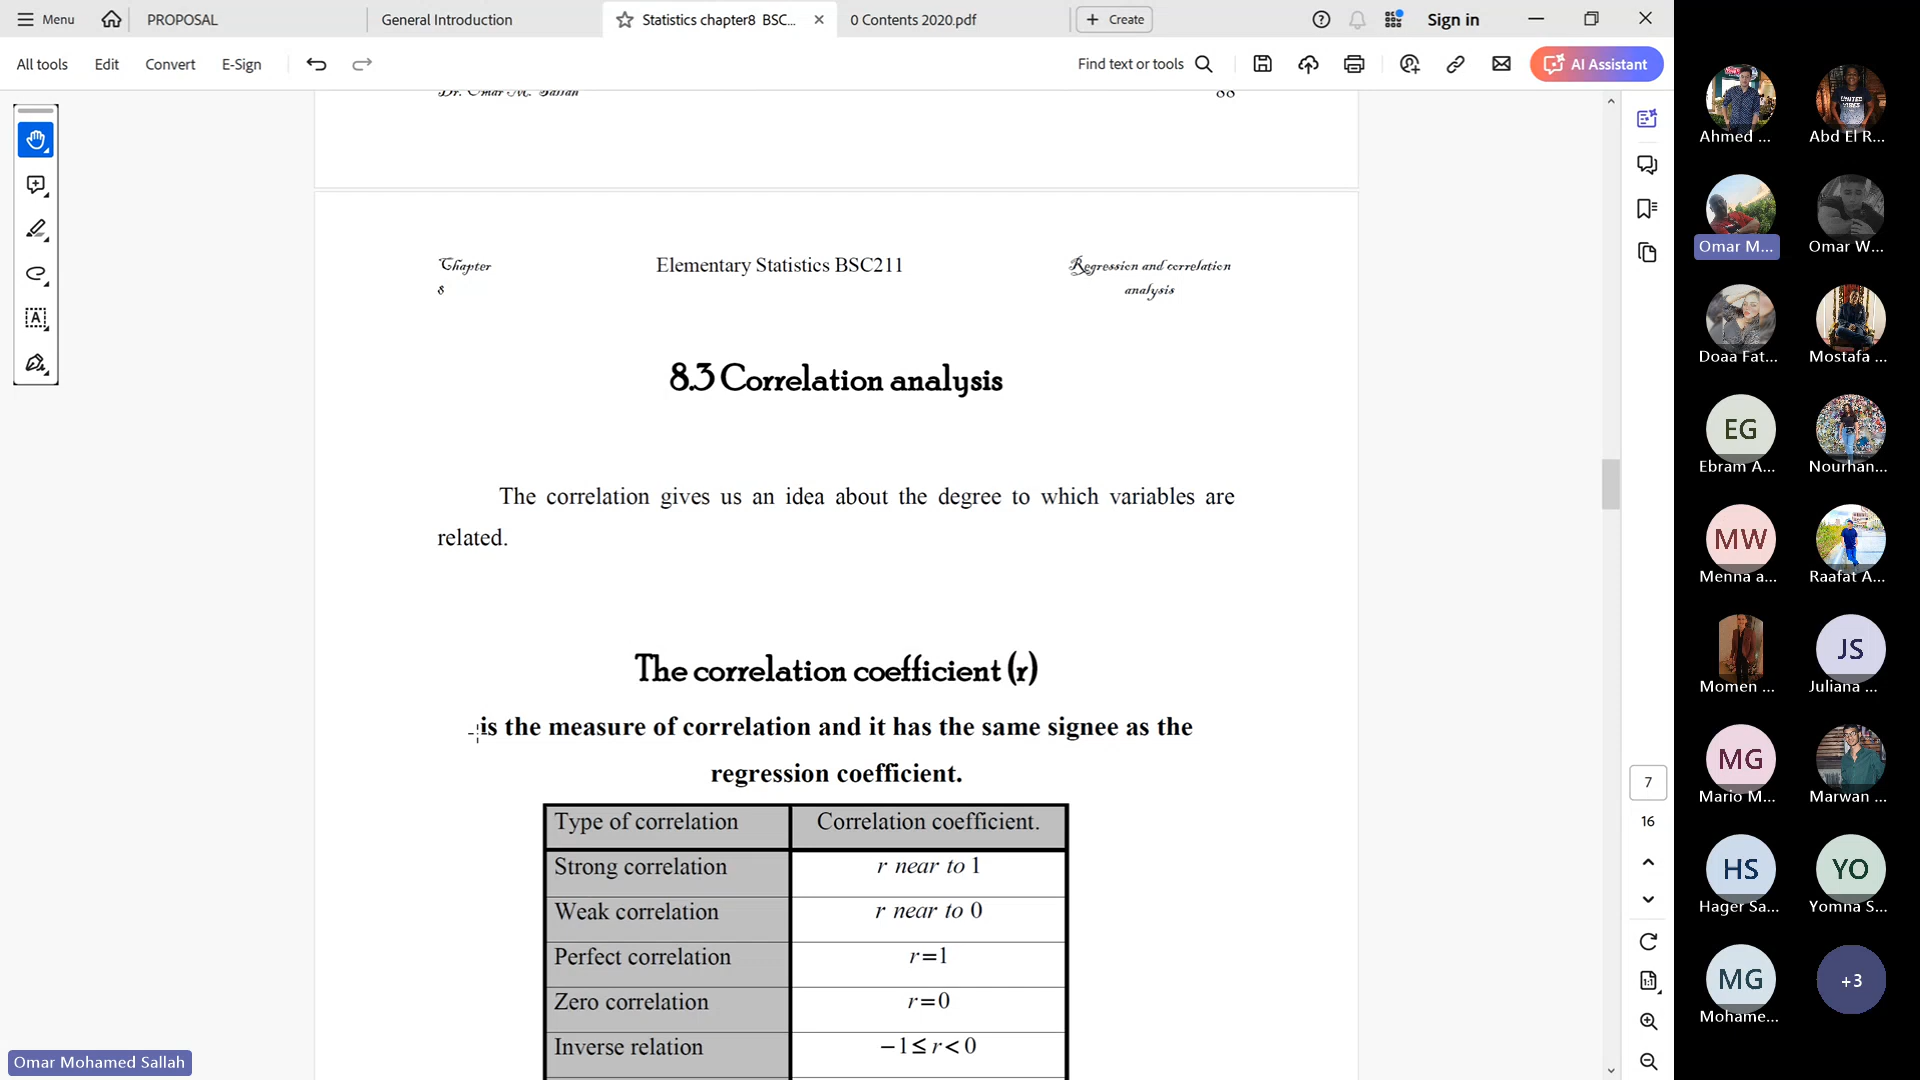 Menu
PROPOSAL
General Introduction
Statistics chapter8 BSC...
0 Contents 2020.pdf
Create
Sign in
All tools
Edit
Convert
E-Sign
Find text or tools
AI Assistant
Dr. Omar M. Sallah
88
Chapter
8
Elementary Statistics BSC211
Regression and correlation
analysis
8.3 Correlation analysis
The correlation gives us an idea about the degree to which variables are
related.
The correlation coefficient (r)
is the measure of correlation and it has the same signee as the
regression coefficient.
Type of correlation Correlation coefficient.
Strong correlation r near to 1
Weak correlation r near to 0
Perfect correlation r=1
Zero correlation r=0
Inverse relation −1≤r<0
7
16
1:1
Omar Mohamed Sallah
Ahmed ...
Abd El R...
Omar M...
Omar W...
Doaa Fat...
Mostafa ...
EG
Ebram A...
Nourhan...
MW
Menna a...
Raafat A...
Momen ...
JS
Juliana ...
MG
Mario M...
Marwan ...
HS
Hager Sa...
YO
Yomna S...
MG
Mohame...
+3